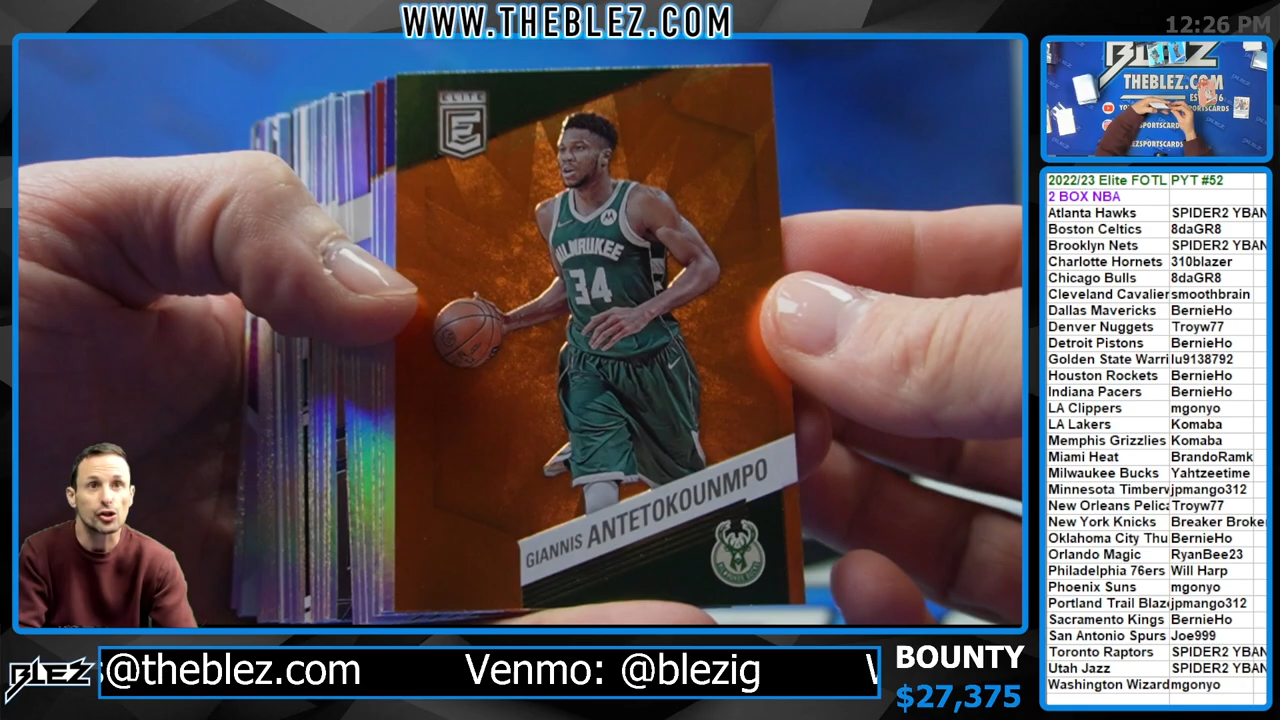 WWW.THEBLEZ.COM
12:26 PM
ELITE
E
MILWAUKEE
34
GIANNIS ANTETOKOUNMPO
BLEZ
THEBLEZ.COM
2022/23 Elite FOTL PYT #52
2 BOX NBA
Atlanta Hawks SPIDER2 YBAN
Boston Celtics 8daGR8
Brooklyn Nets SPIDER2 YBAN
Charlotte Hornets 310blazer
Chicago Bulls 8daGR8
Cleveland Cavalier smoothbrain
Dallas Mavericks BernieHo
Denver Nuggets Troyw77
Detroit Pistons BernieHo
Golden State Warri lu9138792
Houston Rockets BernieHo
Indiana Pacers BernieHo
LA Clippers mgonyo
LA Lakers Komaba
Memphis Grizzlies Komaba
Miami Heat BrandoRamk
Milwaukee Bucks Yahtzeetime
Minnesota Timberv jpmango312
New Orleans Pelica Troyw77
New York Knicks Breaker Broke
Oklahoma City Thu BernieHo
Orlando Magic RyanBee23
Philadelphia 76ers Will Harp
Phoenix Suns mgonyo
Portland Trail Blaz jpmango312
Sacramento Kings BernieHo
San Antonio Spurs Joe999
Toronto Raptors SPIDER2 YBAN
Utah Jazz SPIDER2 YBAN
Washington Wizard mgonyo
BLEZ
@theblez.com Venmo: @blezig
BOUNTY
$27,375